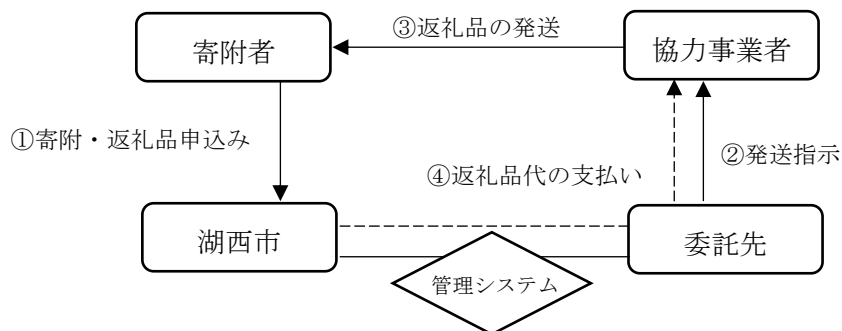 ③返礼品の発送
寄附者
協力事業者
①寄附・返礼品申込み
②発送指示
④返礼品代の支払い
湖西市
委託先
管理システム